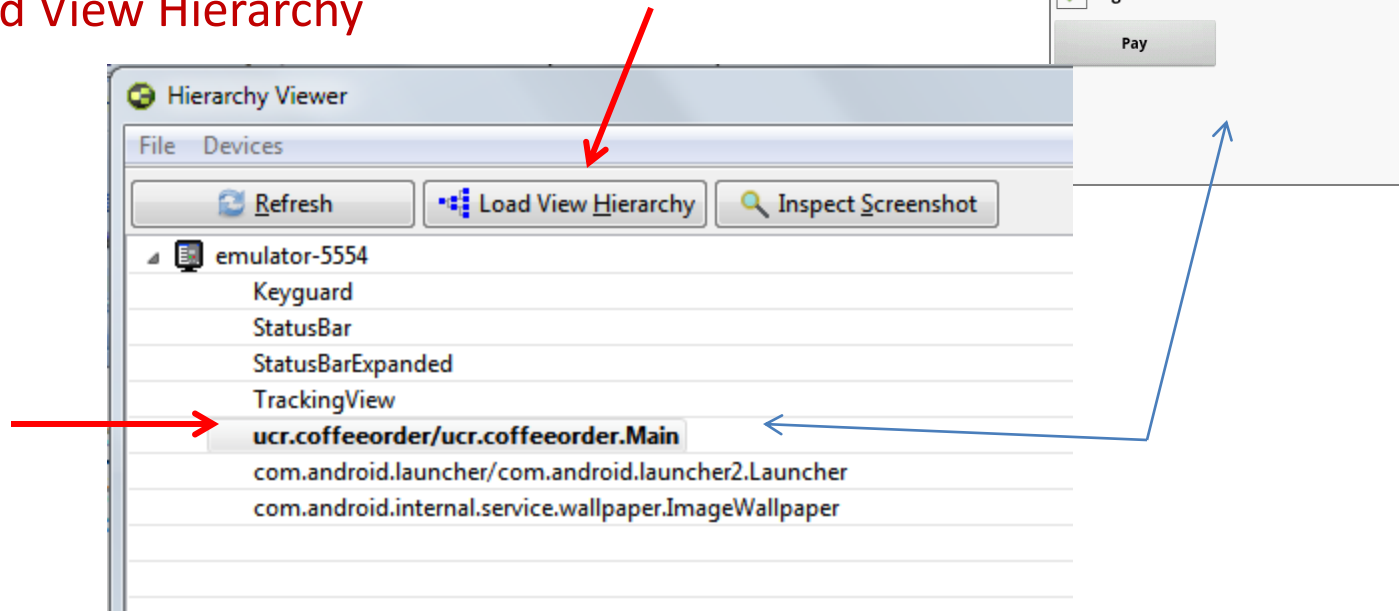 View Hierarchy
Pay
Hierarchy Viewer
File Devices
Refresh Load View Hierarchy Inspect Screenshot
emulator-5554
Keyguard
StatusBar
StatusBarExpanded
TrackingView
ucr.coffeeorder/ucr.coffeeorder.Main
com.android.launcher/com.android.launcher2.Launcher
com.android.internal.service.wallpaper.ImageWallpaper